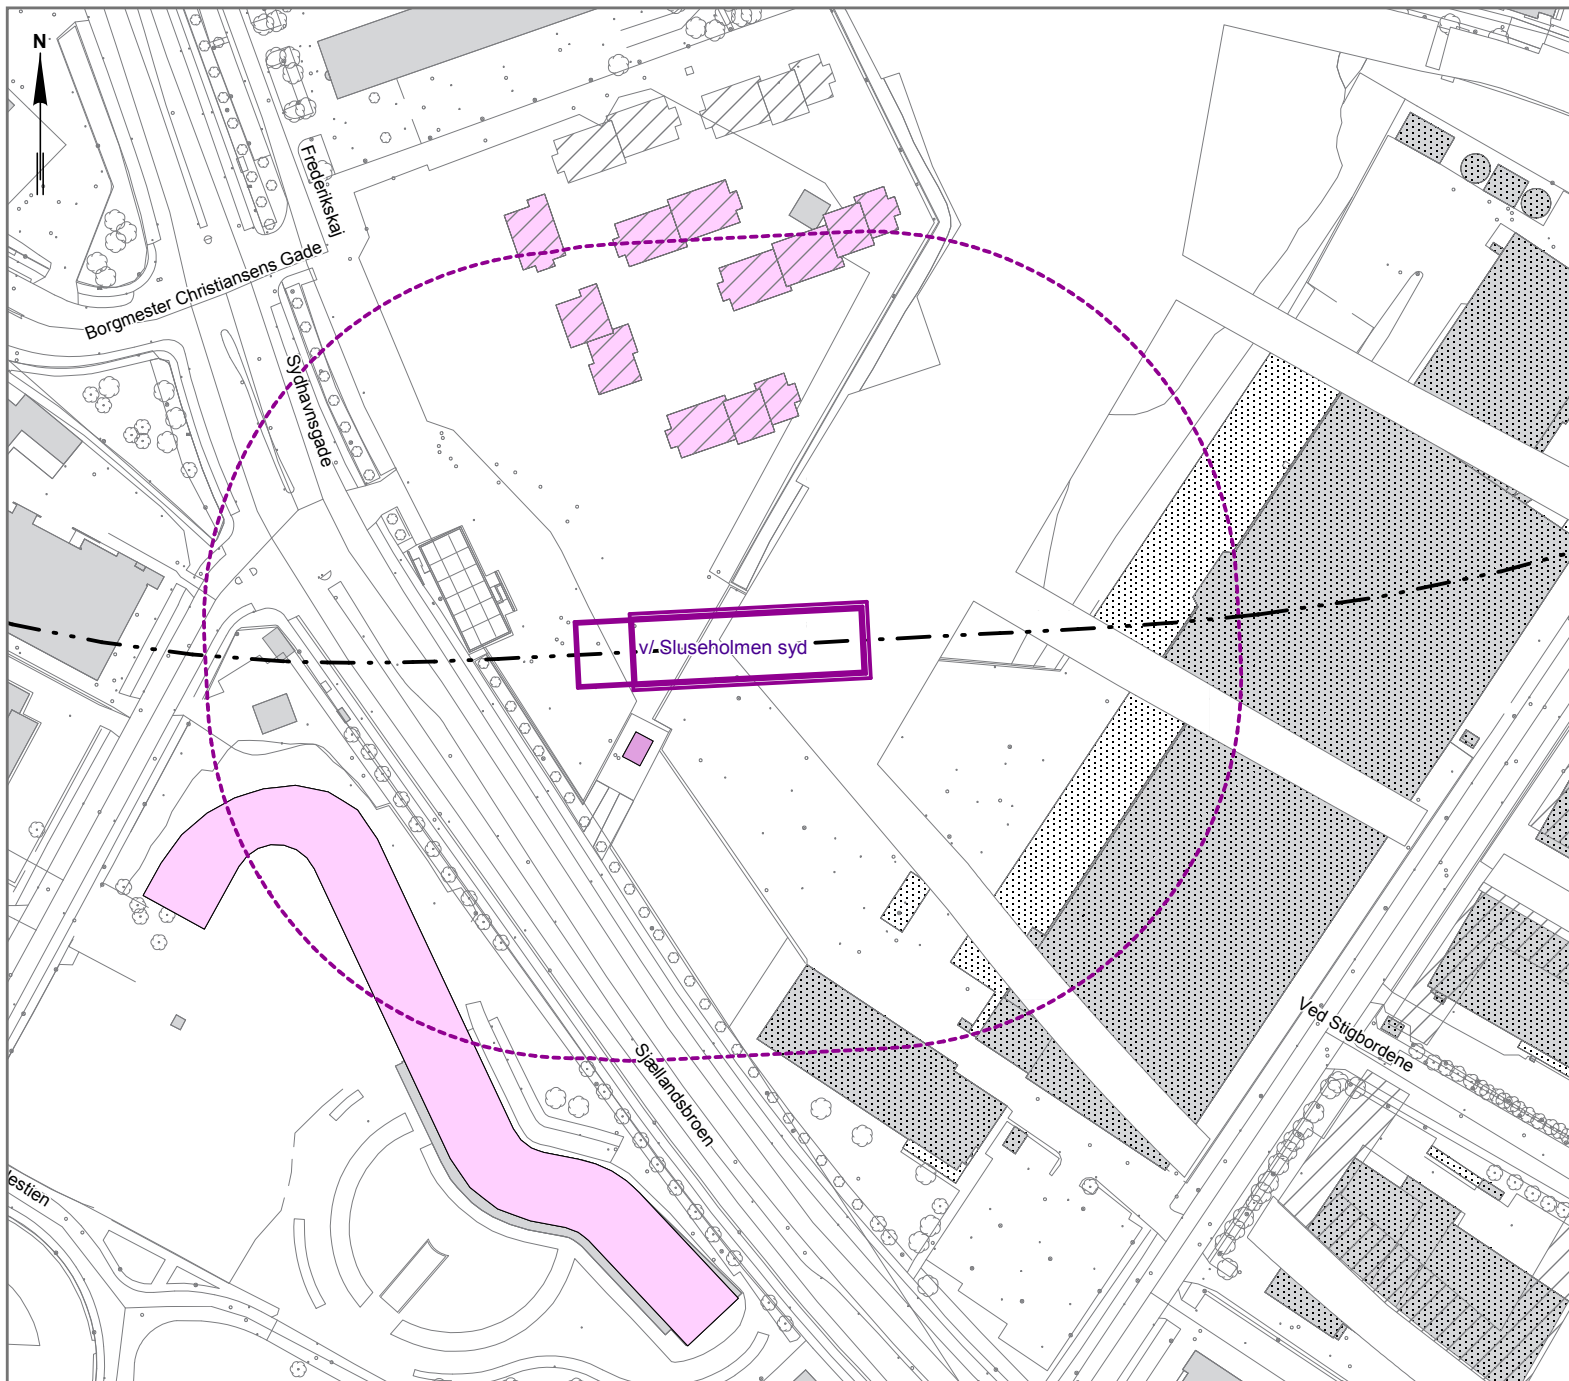 N
Frederikskaj
Borgmester Christiansens Gade
Sydhavnsgade
v/ Sluseholmen syd
Ved Stigbordene
Sjællandsbroen
estien